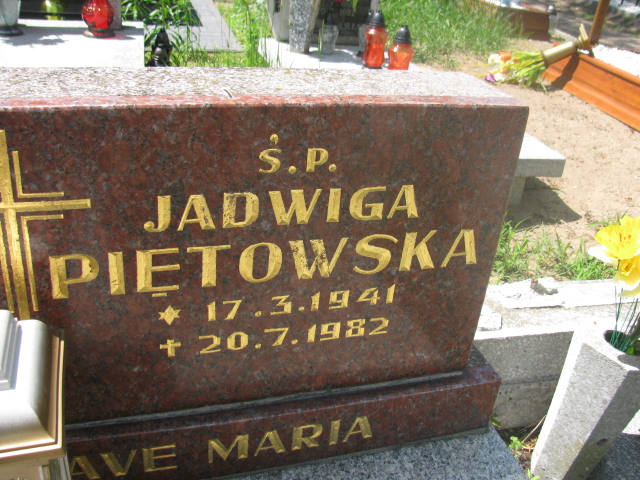 Ś.P.
JADWIGA
PIĘTOWSKA
* 17.3.1941
✝ 20.7.1982
AVE MARIA